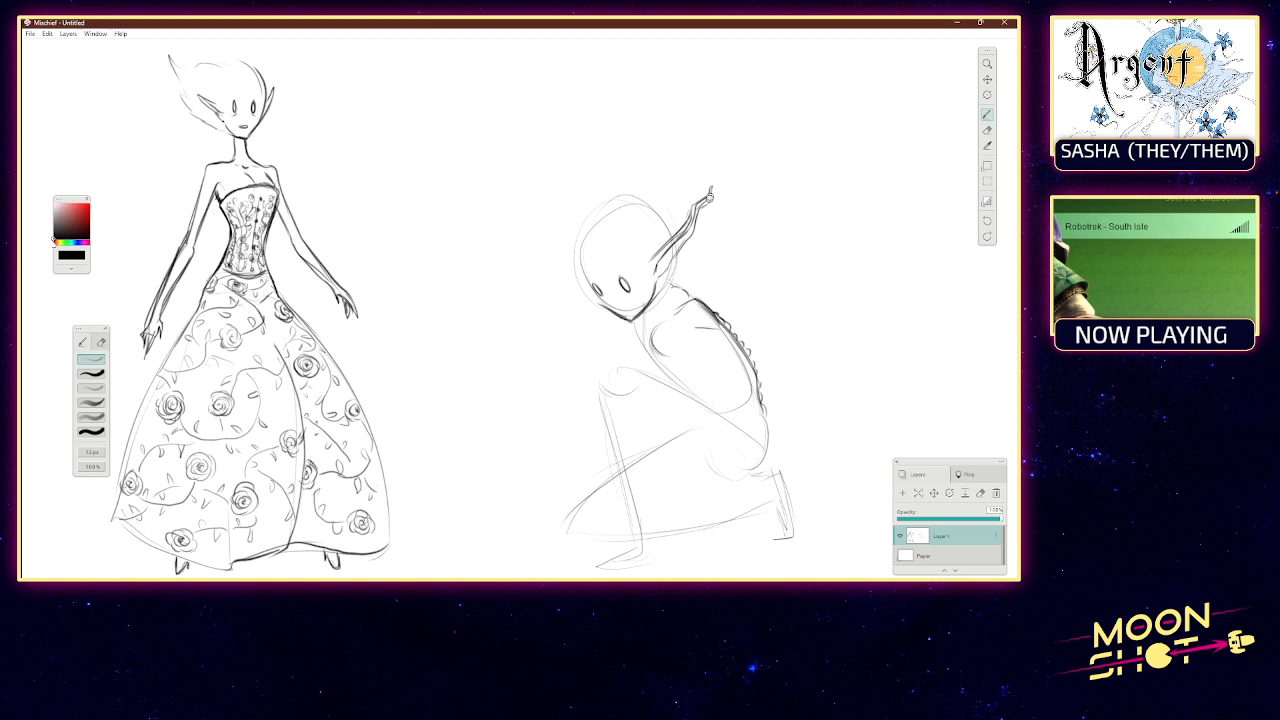 Mischief - Untitled
File Edit Layers Window Help
Argent
SASHA (THEY/THEM)
Robotrek - South Isle
NOW PLAYING
Layers
Pins
Opacity:
Layer 1
Paper
MOON
SHOT